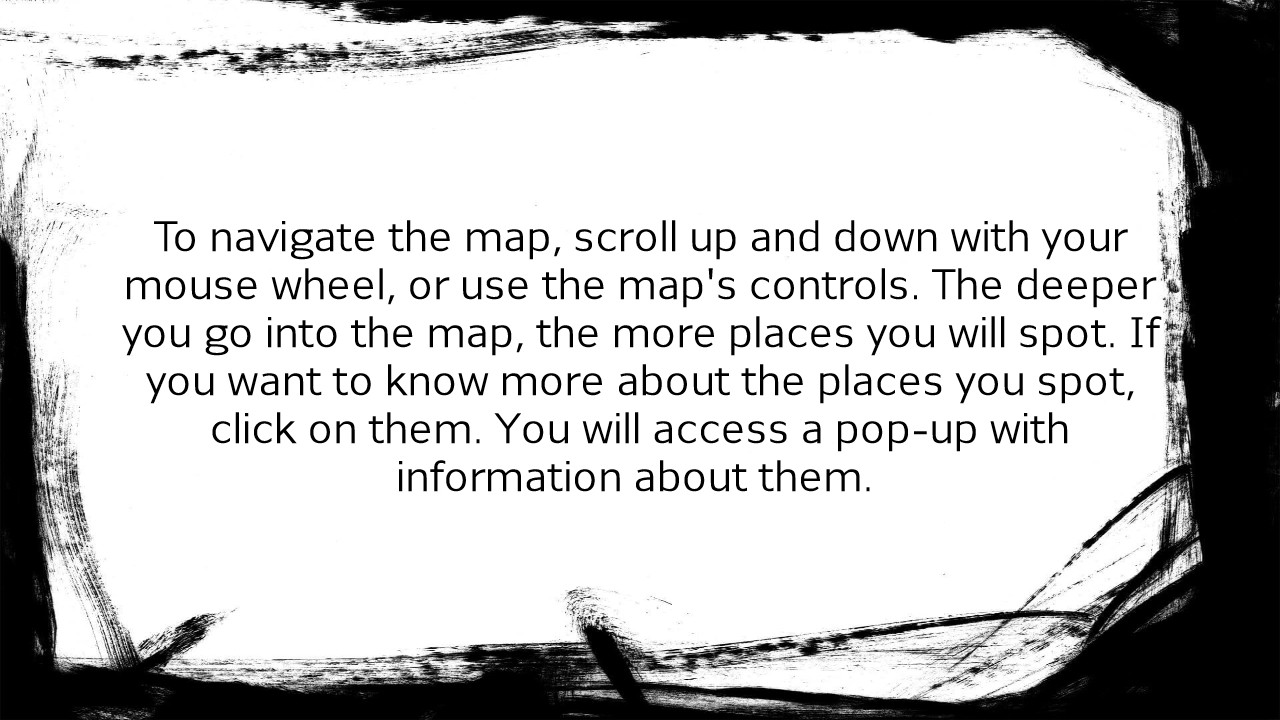 To navigate the map, scroll up and down with your
mouse wheel, or use the map's controls. The deeper
you go into the map, the more places you will spot. If
you want to know more about the places you spot,
click on them. You will access a pop-up with
information about them.